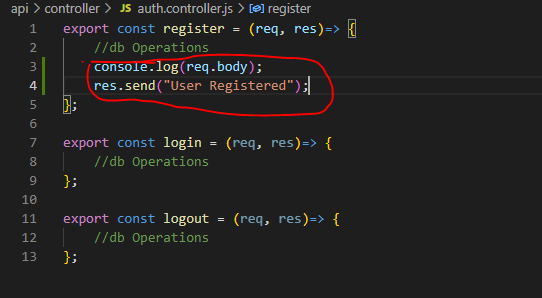 api > controller > JS auth.controller.js > register
1 export const register = (req, res)=> {
2 //db Operations
3 console.log(req.body);
4 res.send("User Registered");
5 };
6
7 export const login = (req, res)=> {
8 //db Operations
9 };
10
11 export const logout = (req, res)=> {
12 //db Operations
13 };